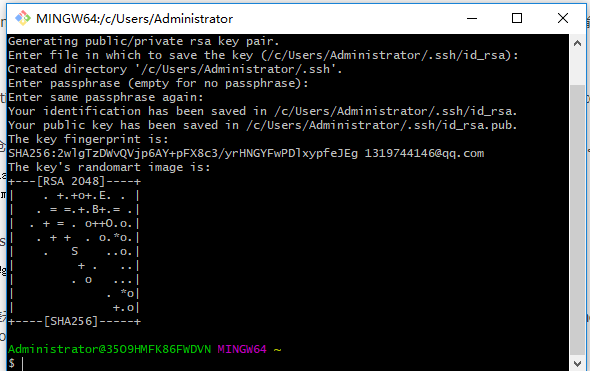 MINGW64:/c/Users/Administrator
Generating public/private rsa key pair.
Enter file in which to save the key (/c/Users/Administrator/.ssh/id_rsa):
Created directory '/c/Users/Administrator/.ssh'.
Enter passphrase (empty for no passphrase):
Enter same passphrase again:
Your identification has been saved in /c/Users/Administrator/.ssh/id_rsa.
Your public key has been saved in /c/Users/Administrator/.ssh/id_rsa.pub.
The key fingerprint is:
SHA256:2wlgTzDWvQVjp6AY+pFX8c3/yrHNGYFwPDlxypfeJEg 1319744146@qq.com
The key's randomart image is:
+---[RSA 2048]----+
|    . +.+o+.E. . |
|   . = =.+.B+.= .|
|  . + = . o++O.o.|
|   . + +  . o.*o.|
|    .   S    ..o.|
|         + .   ..|
|        . o   ...|
|             . *o|
|              +.o|
+----[SHA256]-----+
Administrator@35O9HMFK86FWDVN MINGW64 ~
$